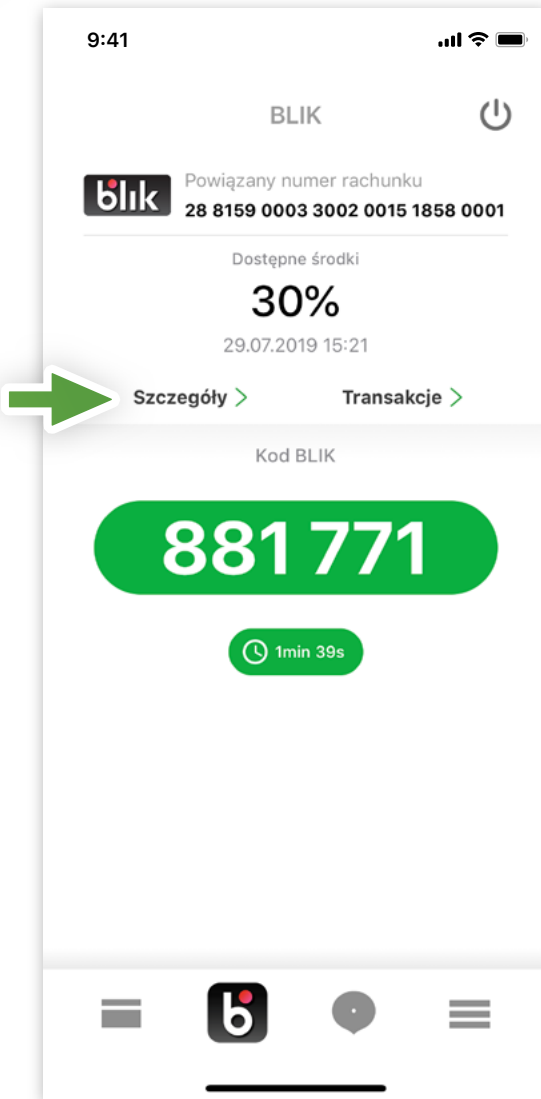 9:41
BLIK
blik
Powiązany numer rachunku
28 8159 0003 3002 0015 1858 0001
Dostępne środki
30%
29.07.2019 15:21
Szczegóły
Transakcje
Kod BLIK
881 771
1min 39s
b